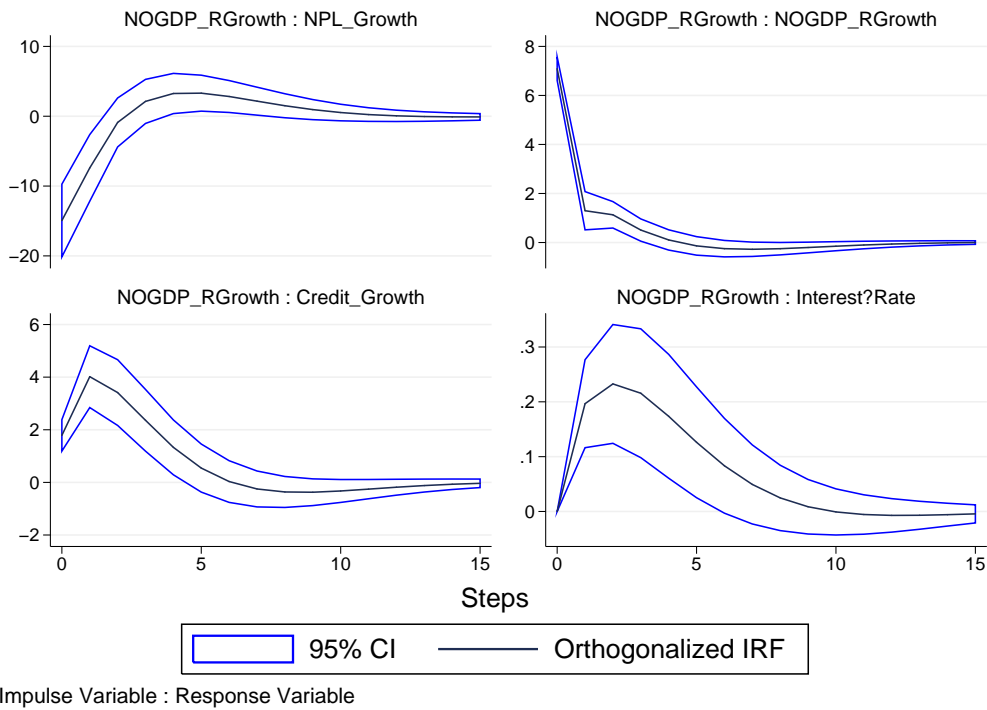 NOGDP_RGrowth : NPL_Growth
NOGDP_RGrowth : NOGDP_RGrowth
10
0
−10
−20
8
6
4
2
0
NOGDP_RGrowth : Credit_Growth
NOGDP_RGrowth : Interest?Rate
6
4
2
0
−2
.3
.2
.1
0
0 5 10 15
0 5 10 15
Steps
95% CI
Orthogonalized IRF
Impulse Variable : Response Variable